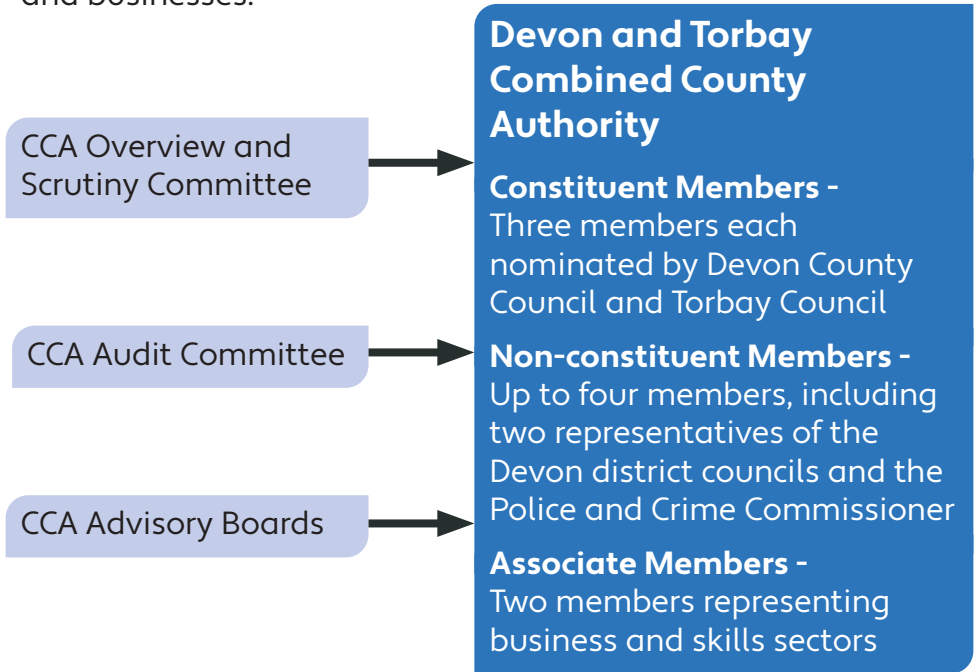 and businesses.
CCA Overview and
Scrutiny Committee
CCA Audit Committee
CCA Advisory Boards
Devon and Torbay
Combined County
Authority
Constituent Members -
Three members each
nominated by Devon County
Council and Torbay Council
Non-constituent Members -
Up to four members, including
two representatives of the
Devon district councils and the
Police and Crime Commissioner
Associate Members -
Two members representing
business and skills sectors